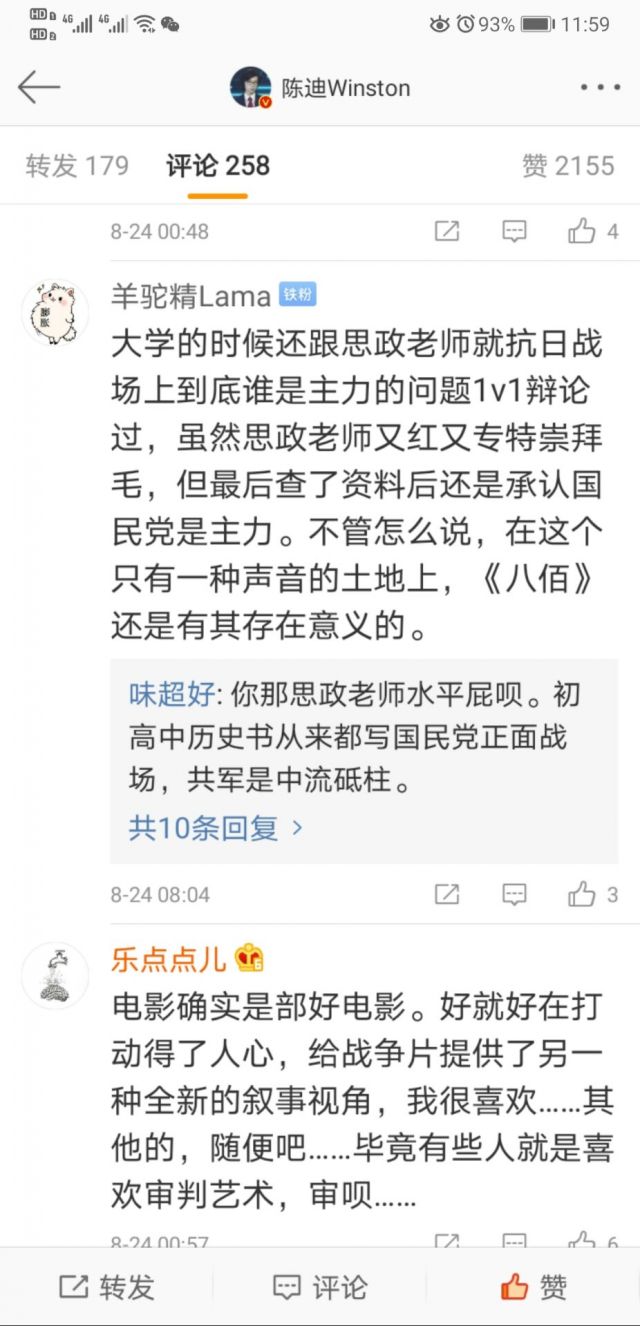 HD 1 4G 4G 93% 11:59
HD 2
陈迪Winston
转发 179 评论 258 赞 2155
8-24 00:48 4
羊驼精Lama 铁粉
膨胀
大学的时候还跟思政老师就抗日战
场上到底谁是主力的问题1v1辩论
过，虽然思政老师又红又专特崇拜
毛，但最后查了资料后还是承认国
民党是主力。不管怎么说，在这个
只有一种声音的土地上，《八佰》
还是有其存在意义的。
味超好: 你那思政老师水平屁呗。初
高中历史书从来都写国民党正面战
场，共军是中流砥柱。
共10条回复 >
8-24 08:04 3
乐点点儿 6
电影确实是部好电影。好就好在打
动得了人心，给战争片提供了另一
种全新的叙事视角，我很喜欢……其
他的，随便吧……毕竟有些人就是喜
欢审判艺术，审呗……
8-24 00:57 6
转发 评论 赞